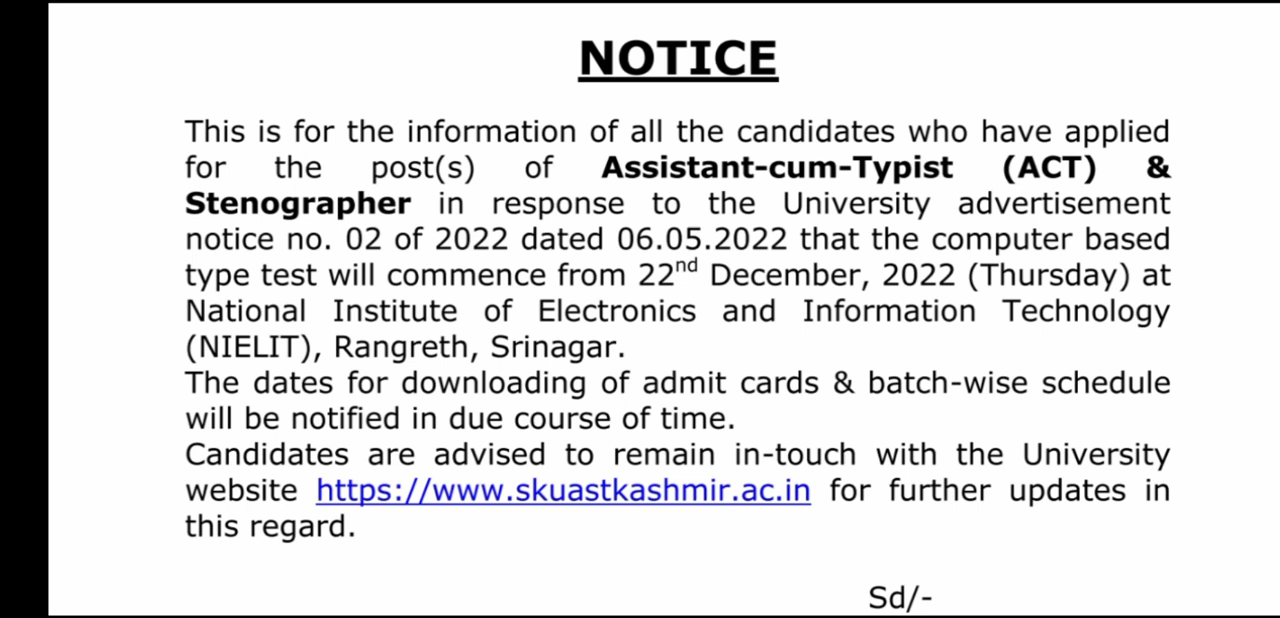 NOTICE
This is for the information of all the candidates who have applied
for the post(s) of Assistant-cum-Typist (ACT) &
Stenographer in response to the University advertisement
notice no. 02 of 2022 dated 06.05.2022 that the computer based
type test will commence from 22nd December, 2022 (Thursday) at
National Institute of Electronics and Information Technology
(NIELIT), Rangreth, Srinagar.
The dates for downloading of admit cards & batch-wise schedule
will be notified in due course of time.
Candidates are advised to remain in-touch with the University
website https://www.skuastkashmir.ac.in for further updates in
this regard.
Sd/-